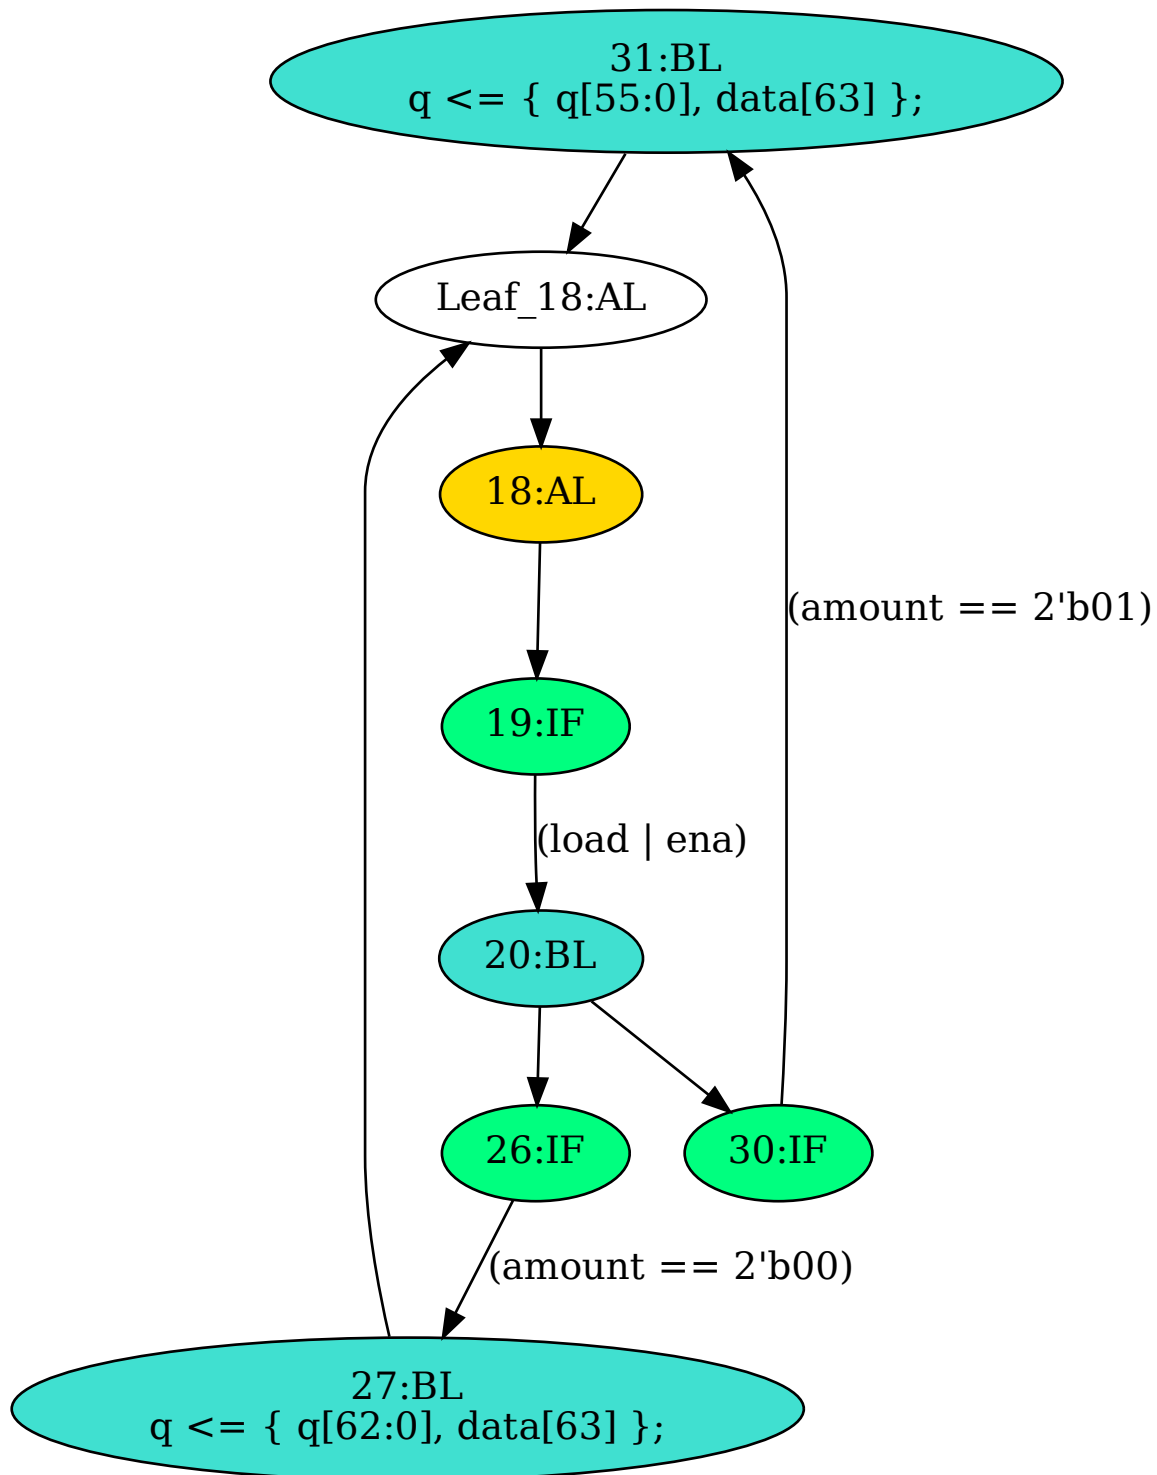 31:BL
q <= { q[55:0], data[63] };
Leaf_18:AL
18:AL
(amount == 2'b01)
19:IF
(load | ena)
20:BL
26:IF
30:IF
(amount == 2'b00)
27:BL
q <= { q[62:0], data[63] };